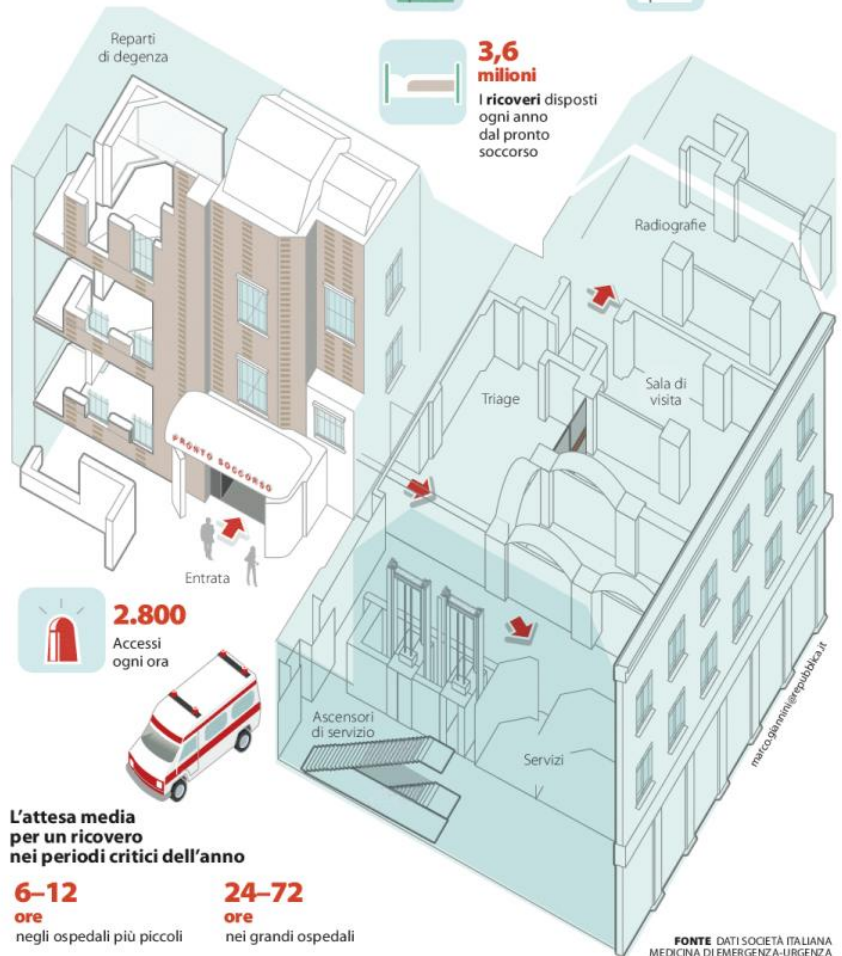 Reparti
di degenza
3,6
milioni
I ricoveri disposti
ogni anno
dal pronto
soccorso
Radiografie
Triage
Sala di
visita
PRONTO SOCCORSO
Entrata
2.800
Accessi
ogni ora
Ascensori
di servizio
Servizi
marco.giannini@repubblica.it
L'attesa media
per un ricovero
nei periodi critici dell'anno
6–12
ore
negli ospedali più piccoli
24–72
ore
nei grandi ospedali
FONTE DATI SOCIETÀ ITALIANA
MEDICINA DI EMERGENZA-URGENZA